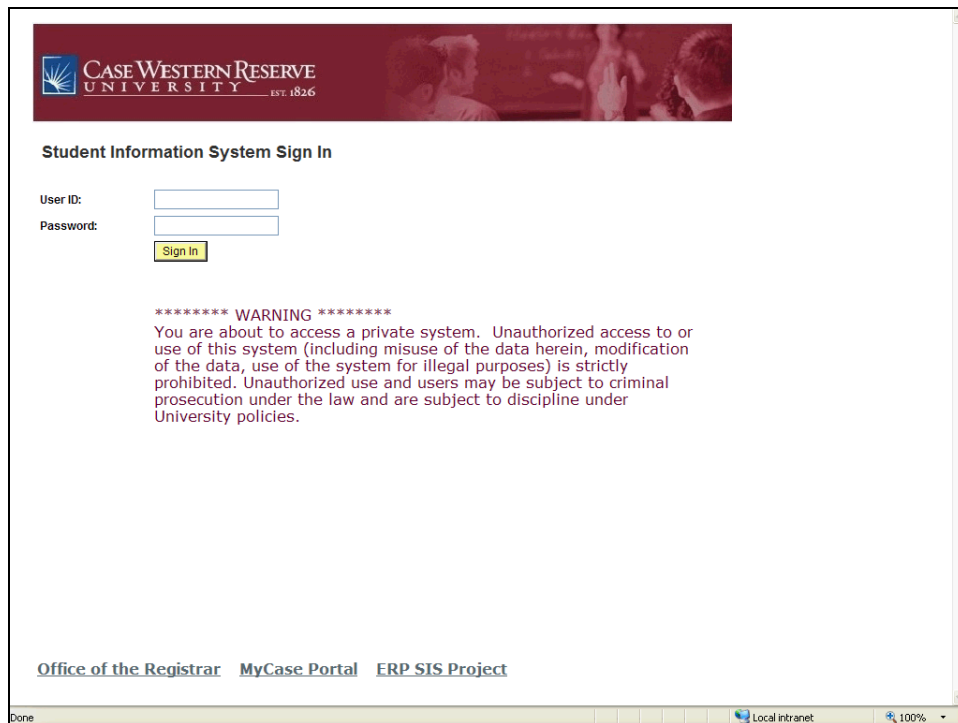 CASE WESTERN RESERVE
UNIVERSITY EST. 1826
Student Information System Sign In
User ID:
Password:
Sign In
******** WARNING ********
You are about to access a private system.  Unauthorized access to or
use of this system (including misuse of the data herein, modification
of the data, use of the system for illegal purposes) is strictly
prohibited. Unauthorized use and users may be subject to criminal
prosecution under the law and are subject to discipline under
University policies.
Office of the Registrar   MyCase Portal   ERP SIS Project
Done   Local intranet   100%